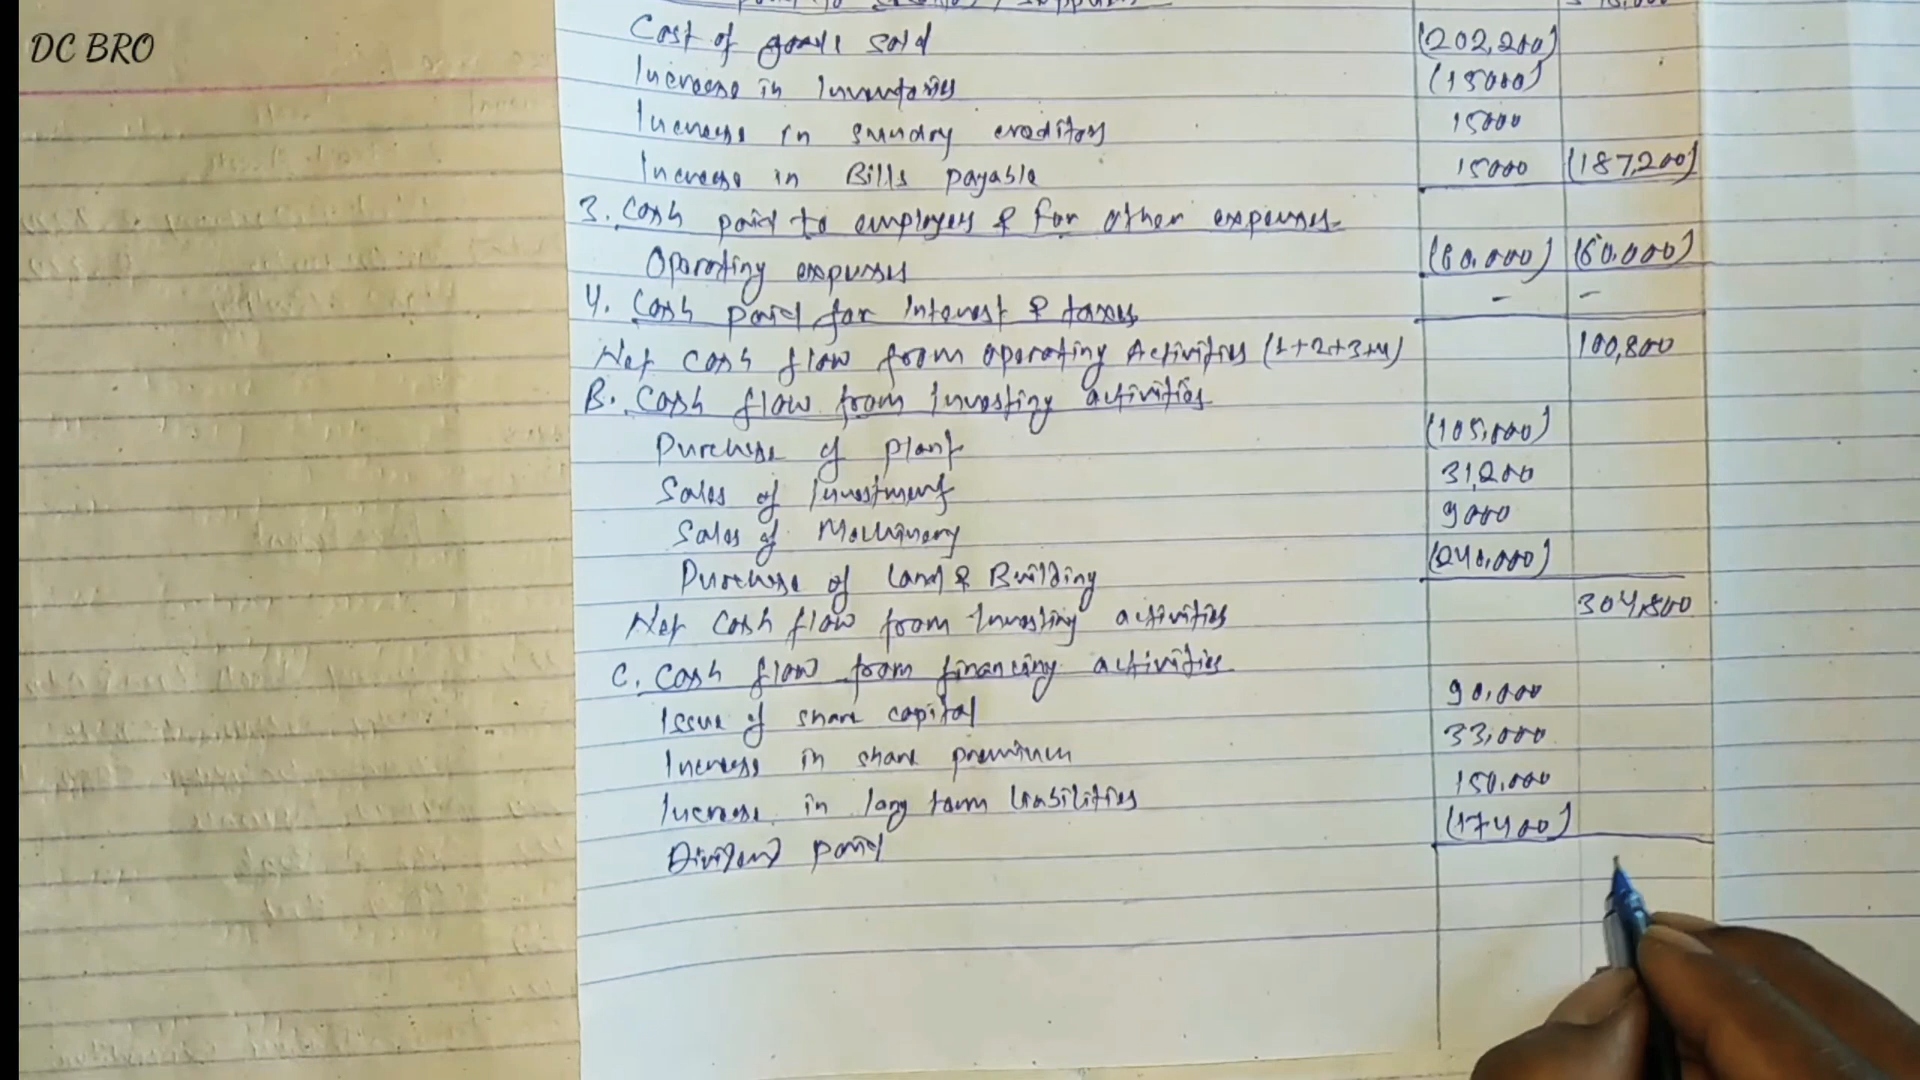 DC BRO
Cost of goods sold (202,200)
Increase in Inventories (15000)
Increase in sundry creditors 15000
Increase in Bills payable 15000 (187,200)
3. Cash paid to employees & for other expenses
Operating expenses (60,000) (60,000)
4. Cash paid for Interest & taxes - -
Net cash flow from operating Activities (1+2+3+4) 100,800
B. Cash flow from Investing activities
Purchase of plant (105,000)
Sales of Investment 31,200
Sales of Machinery 9000
Purchase of Land & Building (240,000)
Net cash flow from Investing activities 304,800
C. Cash flow from financing activities
Issue of share capital 90,000
Increase in share premium 33,000
Increase in long term liabilities 150,000
Dividend paid (17400)